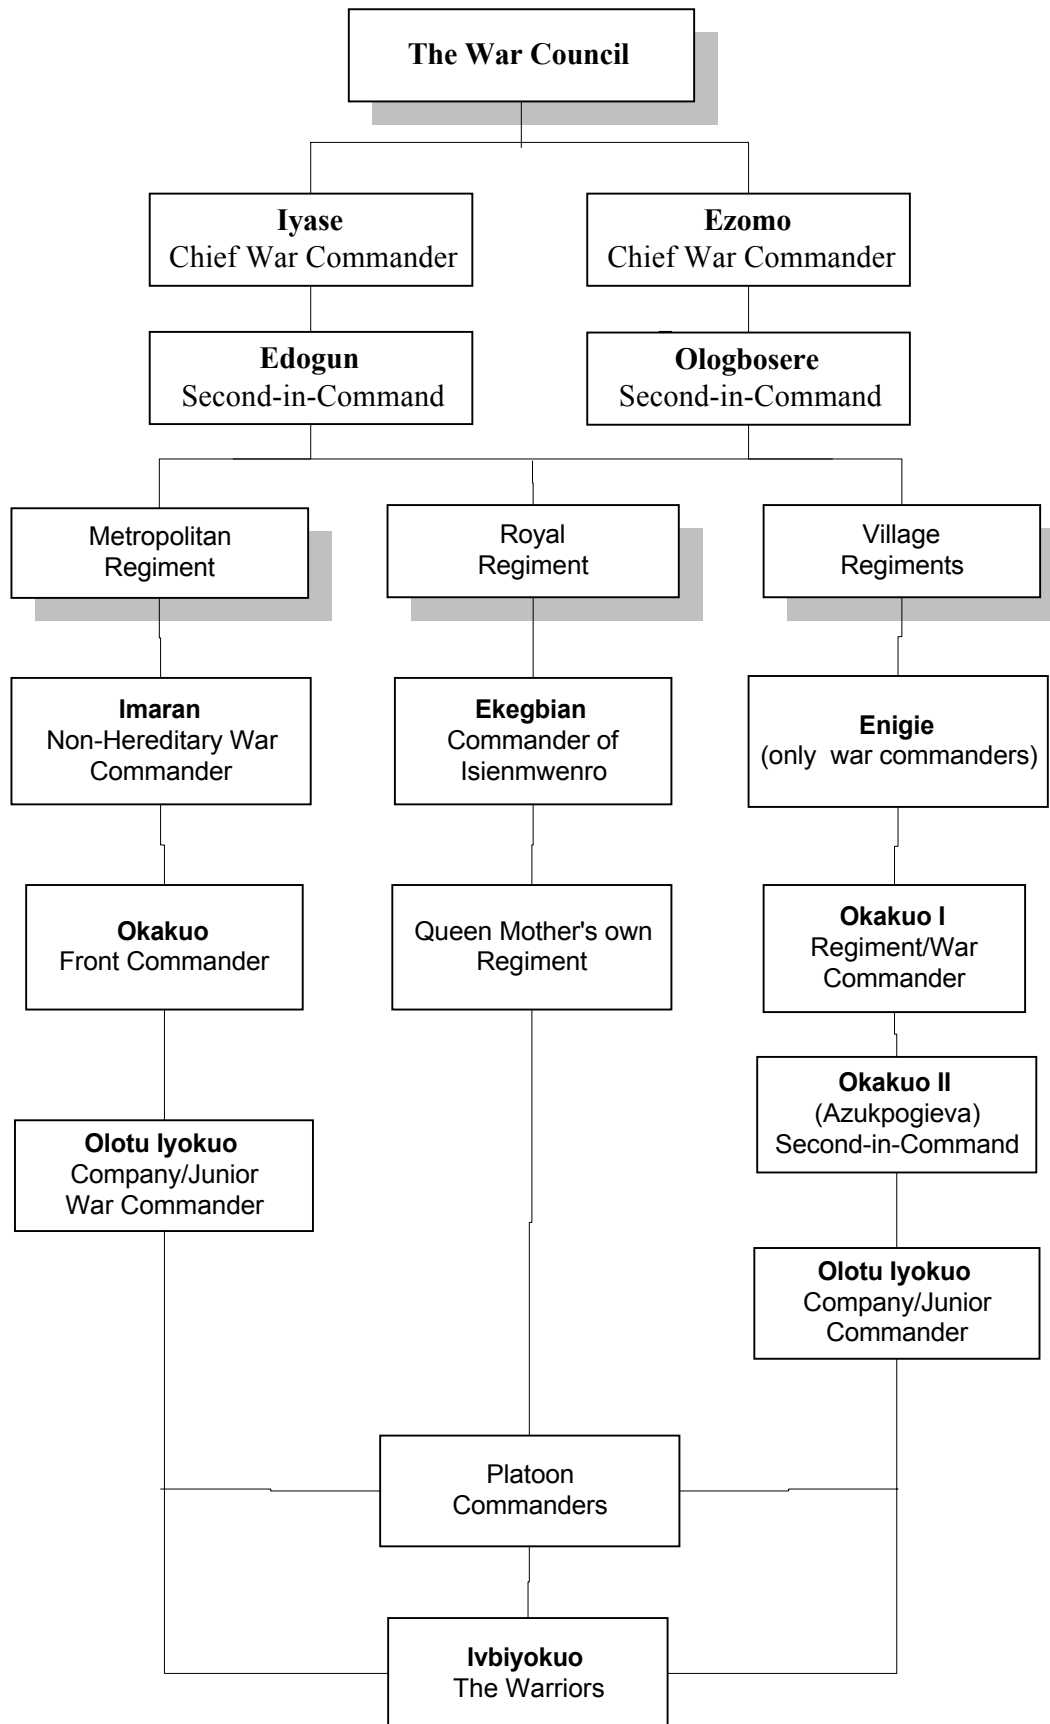 The War Council
Iyase
Chief War Commander
Ezomo
Chief War Commander
Edogun
Second-in-Command
Ologbosere
Second-in-Command
Metropolitan
Regiment
Royal
Regiment
Village
Regiments
Imaran
Non-Hereditary War
Commander
Ekegbian
Commander of
Isienmwenro
Enigie
(only war commanders)
Okakuo
Front Commander
Queen Mother's own
Regiment
Okakuo I
Regiment/War
Commander
Okakuo II
(Azukpogieva)
Second-in-Command
Olotu Iyokuo
Company/Junior
War Commander
Olotu Iyokuo
Company/Junior
Commander
Platoon
Commanders
Ivbiyokuo
The Warriors